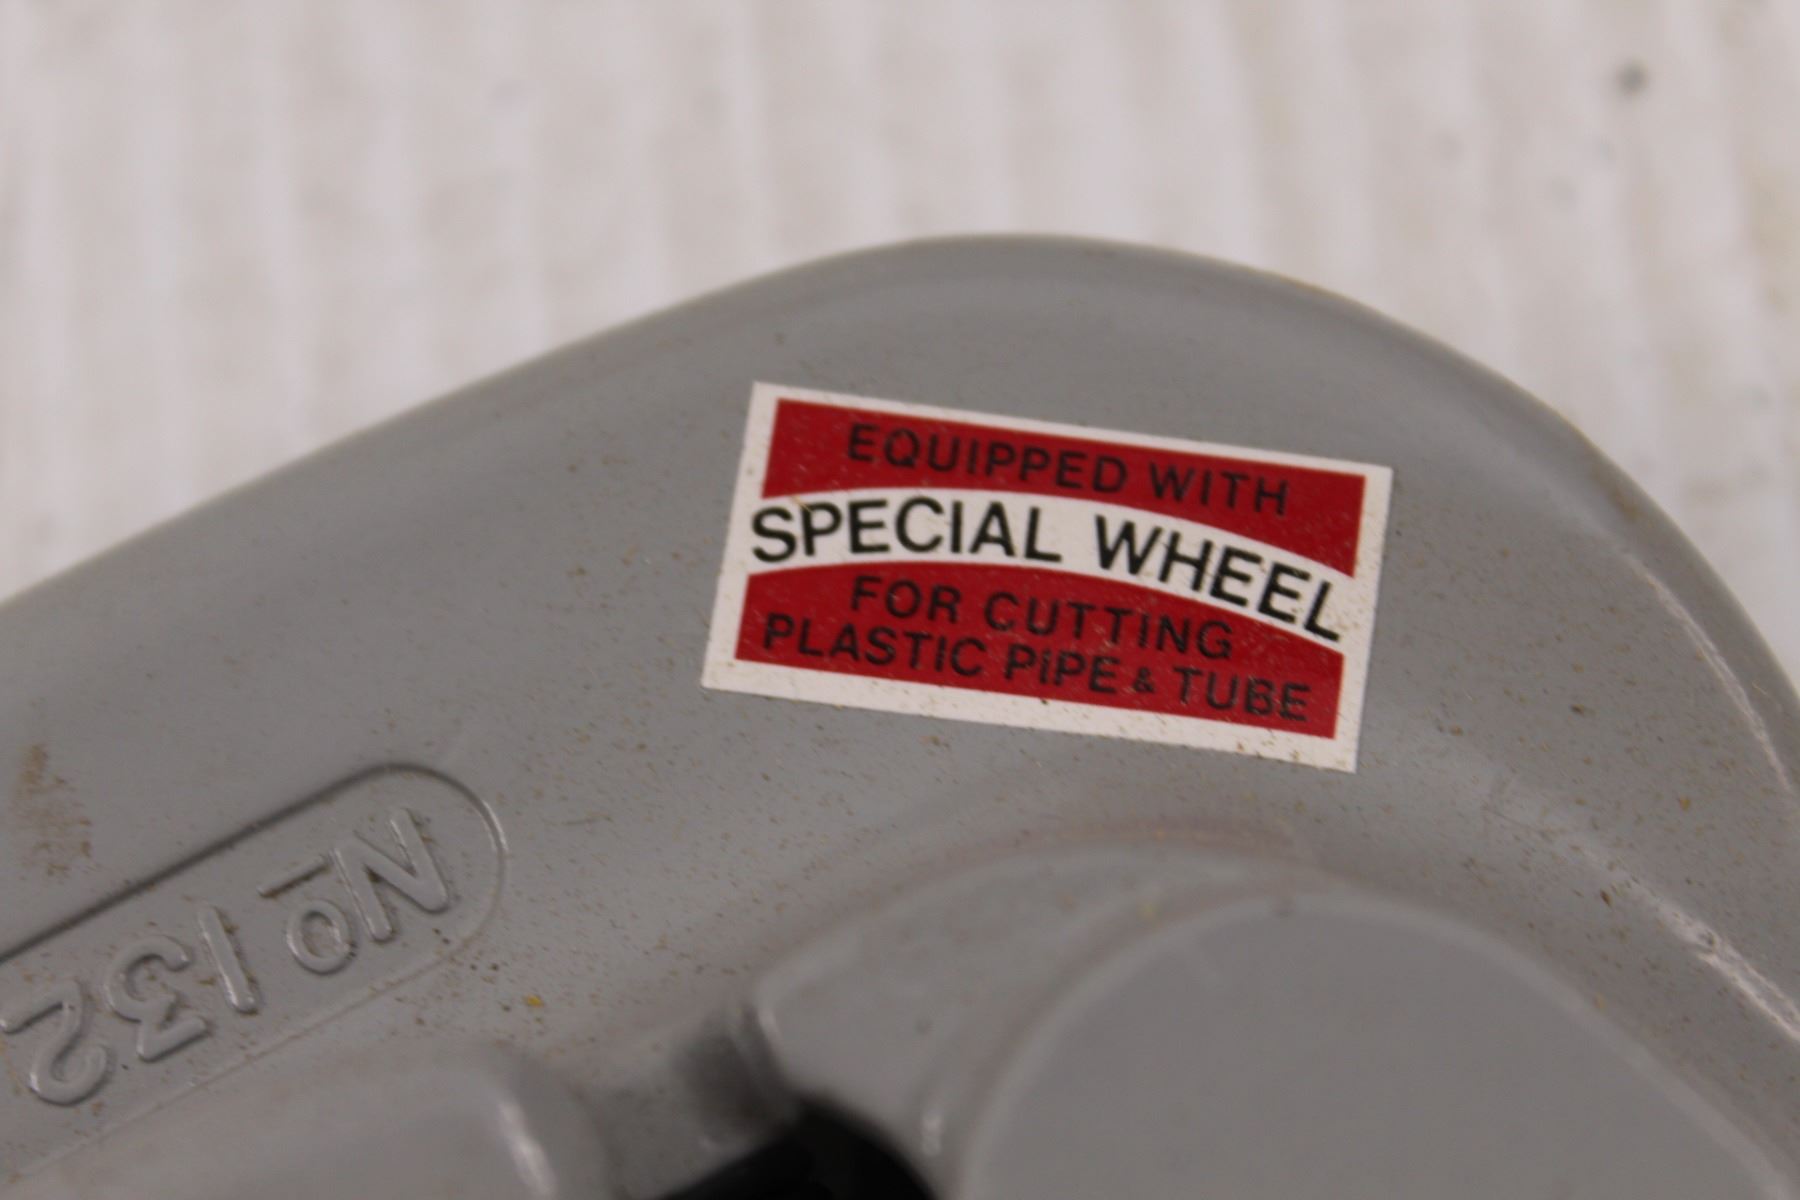 EQUIPPED WITH
SPECIAL WHEEL
FOR CUTTING
PLASTIC PIPE & TUBE
No 132